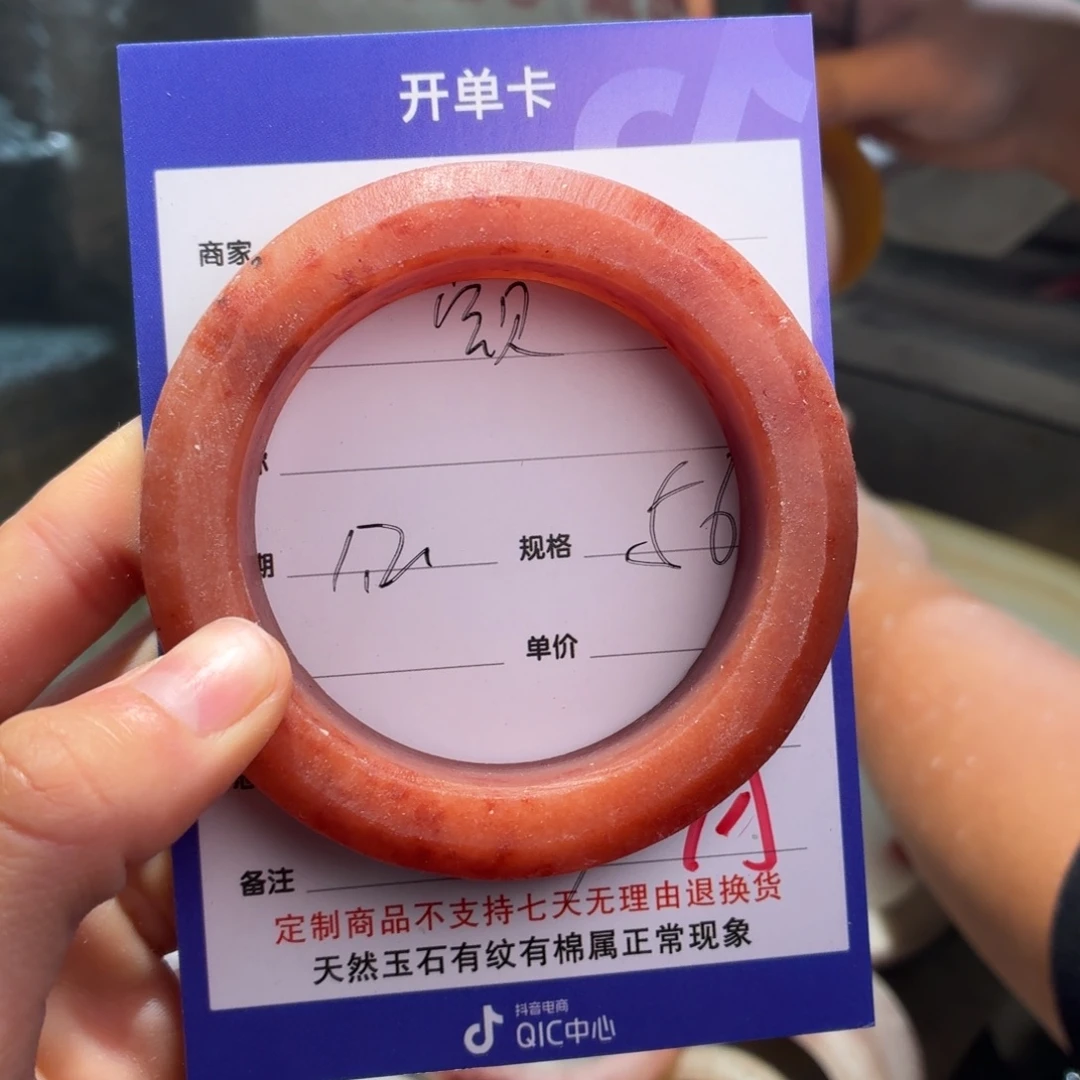 开单卡
商家
期 规格 56
单价
备注
定制商品不支持七天无理由退换货
天然玉石有纹有棉属正常现象
抖音电商
QIC中心